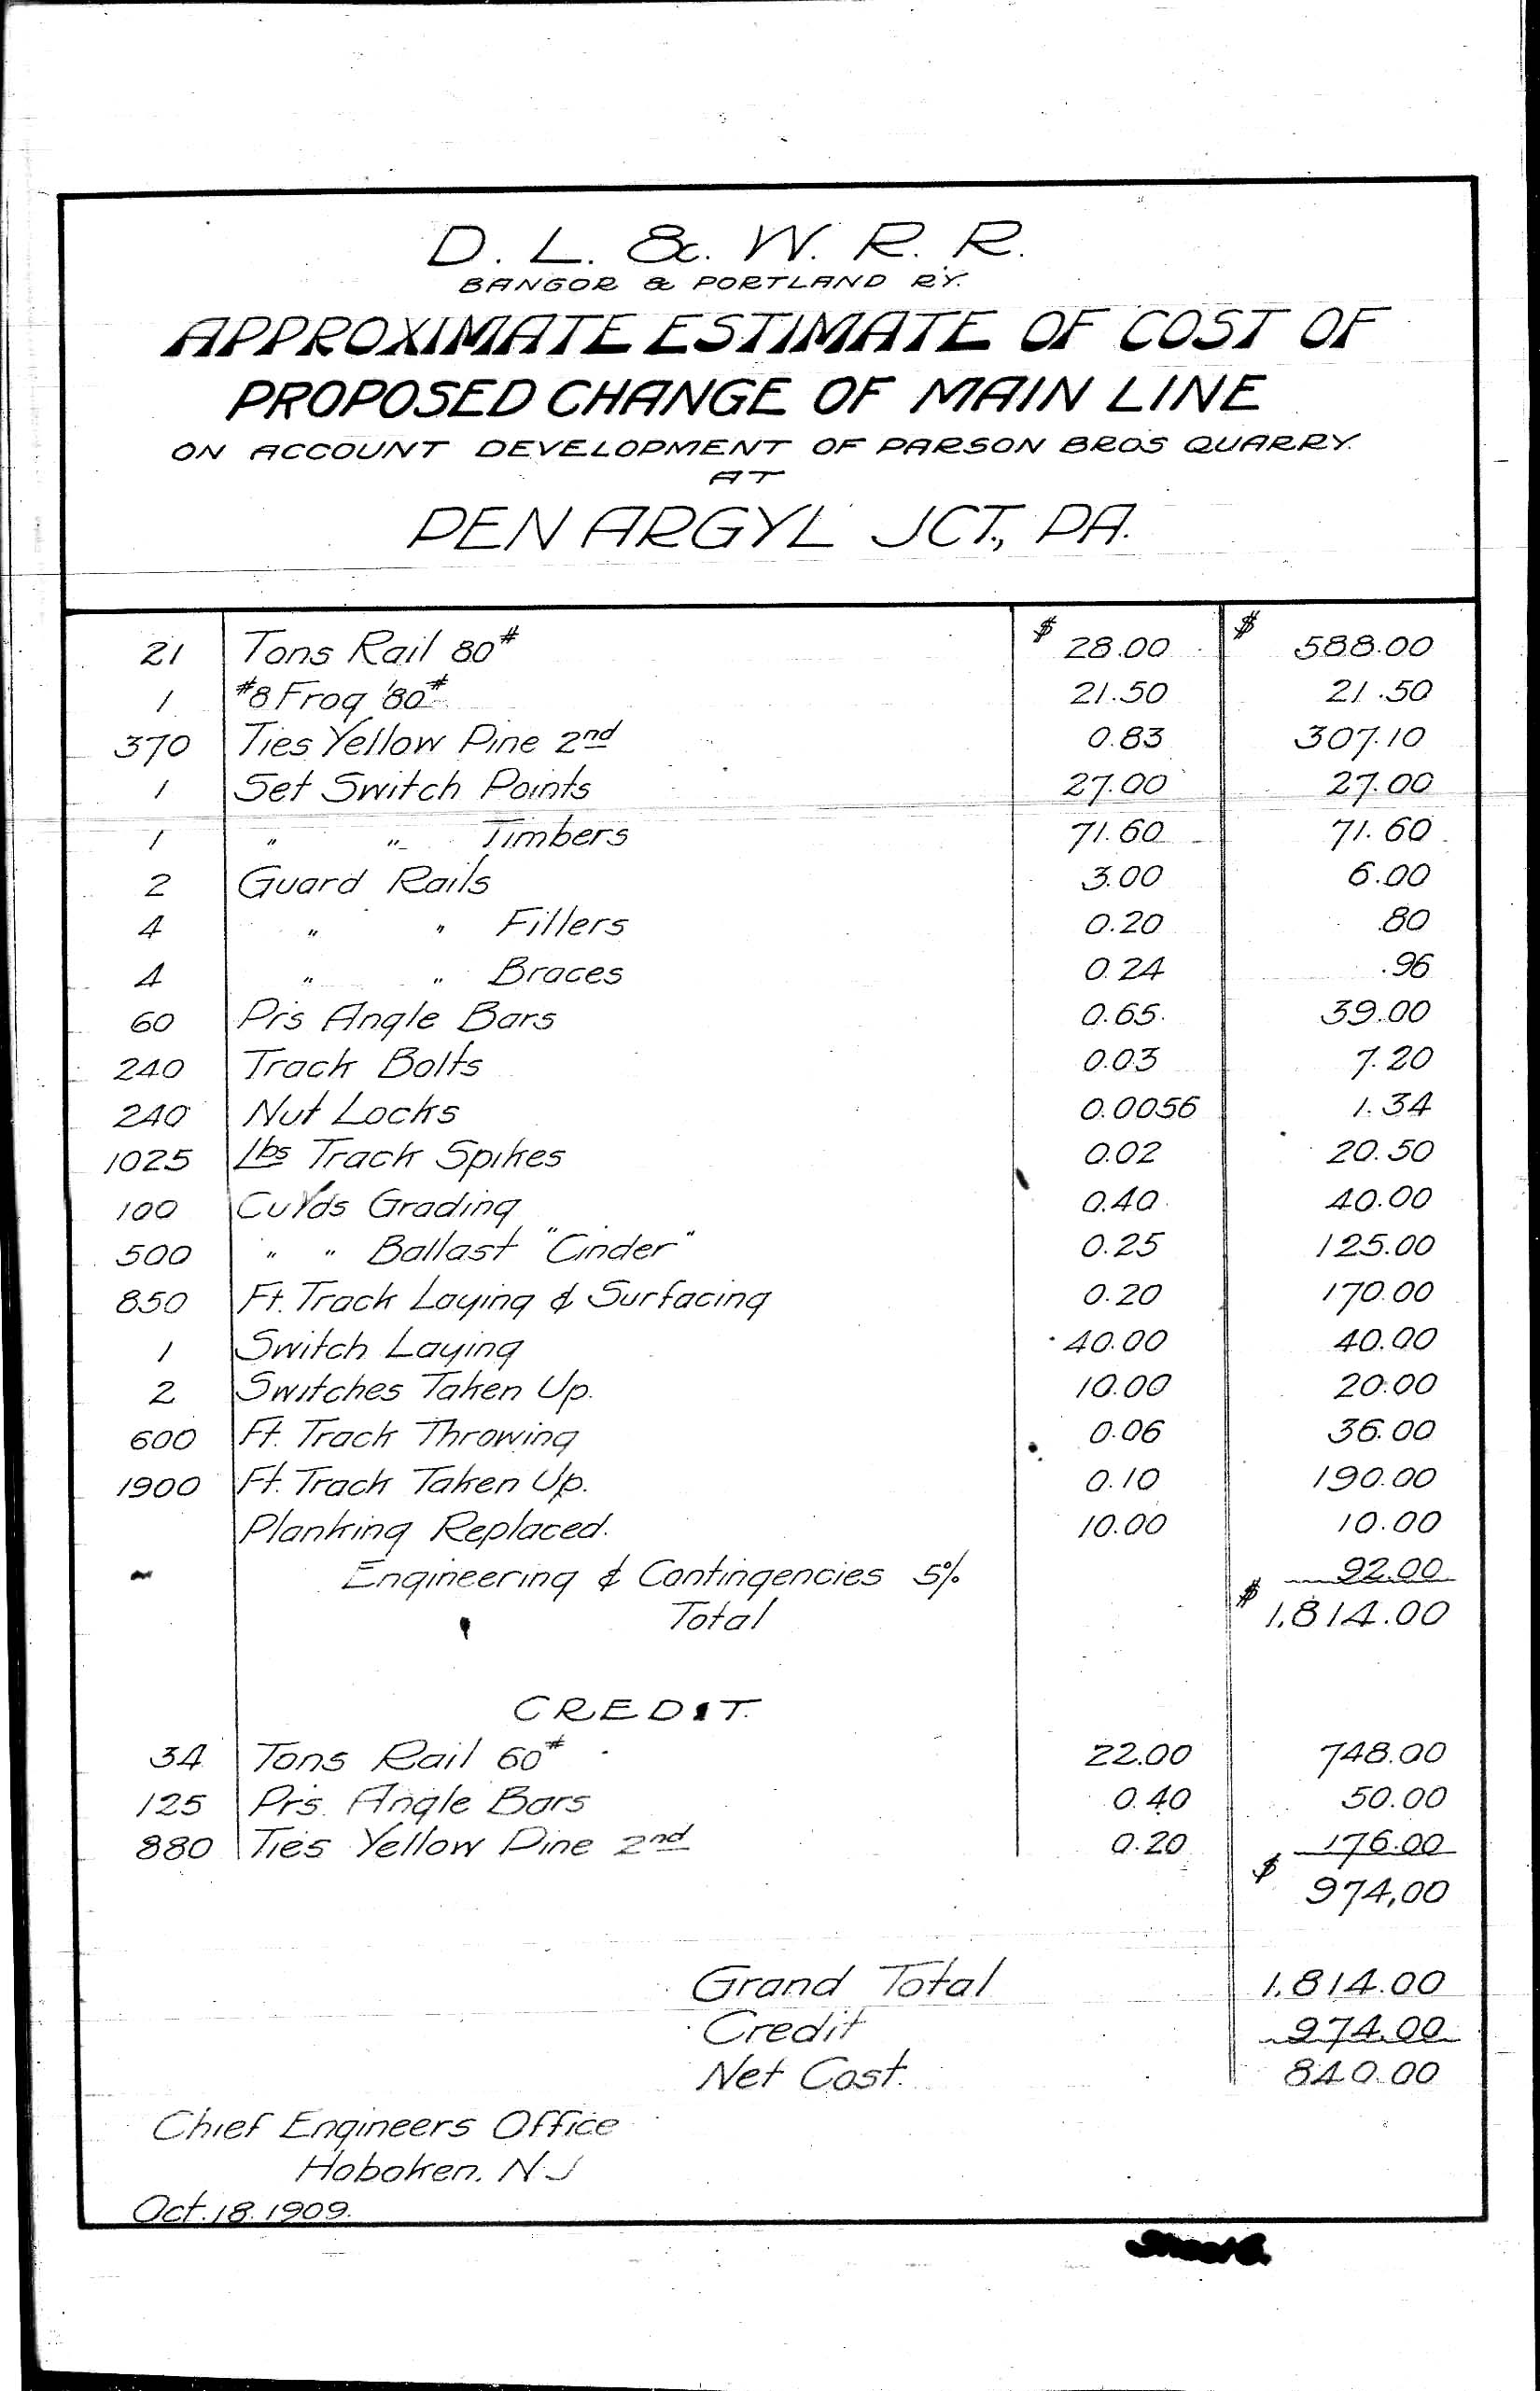 D. L. & W. R. R.
BANGOR & PORTLAND RY.
APPROXIMATE ESTIMATE OF COST OF
PROPOSED CHANGE OF MAIN LINE
ON ACCOUNT DEVELOPMENT OF PARSON BROS QUARRY.
AT
PEN ARGYL JCT., PA.
21 Tons Rail 80# $ 28.00 $ 588.00
1 #8 Frog 80# 21.50 21.50
370 Ties Yellow Pine 2nd 0.83 307.10
1 Set Switch Points 27.00 27.00
1 " " Timbers 71.60 71.60
2 Guard Rails 3.00 6.00
4 " " Fillers 0.20 .80
4 " " Braces 0.24 .96
60 Prs Angle Bars 0.65 39.00
240 Track Bolts 0.03 7.20
240 Nut Locks 0.0056 1.34
1025 Lbs Track Spikes 0.02 20.50
100 CuYds Grading 0.40 40.00
500 " " Ballast "Cinder" 0.25 125.00
850 Ft. Track Laying & Surfacing 0.20 170.00
1 Switch Laying 40.00 40.00
2 Switches Taken Up. 10.00 20.00
600 Ft. Track Throwing 0.06 36.00
1900 Ft. Track Taken Up. 0.10 190.00
Planking Replaced. 10.00 10.00
Engineering & Contingencies 5% 92.00
Total $ 1,814.00
CREDIT.
34 Tons Rail 60# 22.00 748.00
125 Prs. Angle Bars 0.40 50.00
880 Ties Yellow Pine 2nd 0.20 176.00
$ 974,00
Grand Total 1,814.00
Credit 974.00
Net Cost. 840.00
Chief Engineers Office
Hoboken, N.J
Oct. 18. 1909.